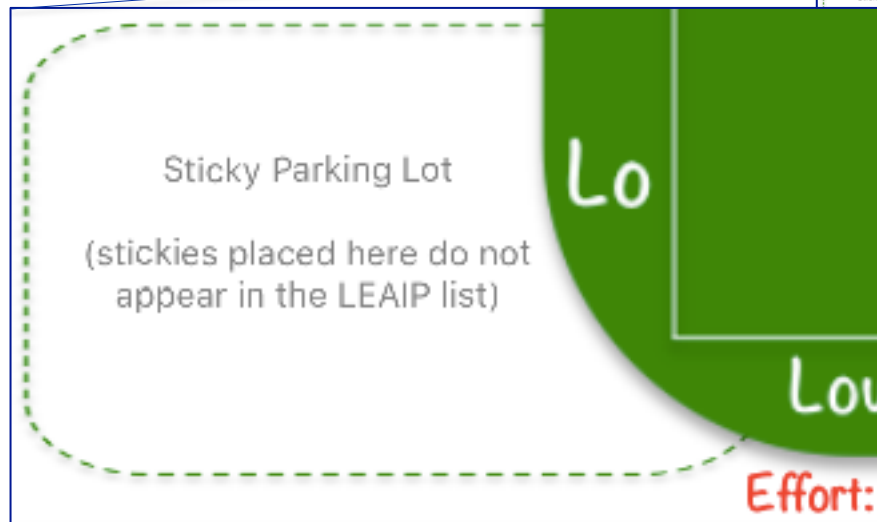 Sticky Parking Lot
(stickies placed here do not
appear in the LEAIP list)
Lo
Effort: